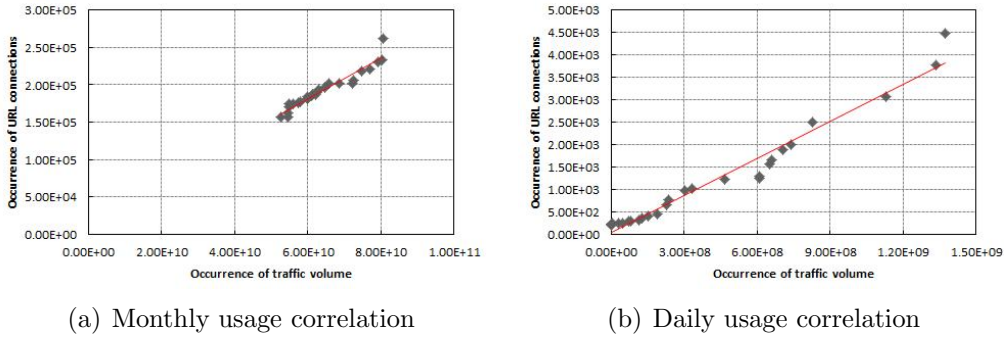 3.00E+05
2.50E+05
2.00E+05
1.50E+05
1.00E+05
5.00E+04
0.00E+00
Occurrence of URL connections
0.00E+00 2.00E+10 4.00E+10 6.00E+10 8.00E+10 1.00E+11
Occurrence of traffic volume
(a) Monthly usage correlation
5.00E+03
4.50E+03
4.00E+03
3.50E+03
3.00E+03
2.50E+03
2.00E+03
1.50E+03
1.00E+03
5.00E+02
0.00E+00
Occurrence of URL connections
0.00E+00 3.00E+08 6.00E+08 9.00E+08 1.20E+09 1.50E+09
Occurrence of traffic volume
(b) Daily usage correlation